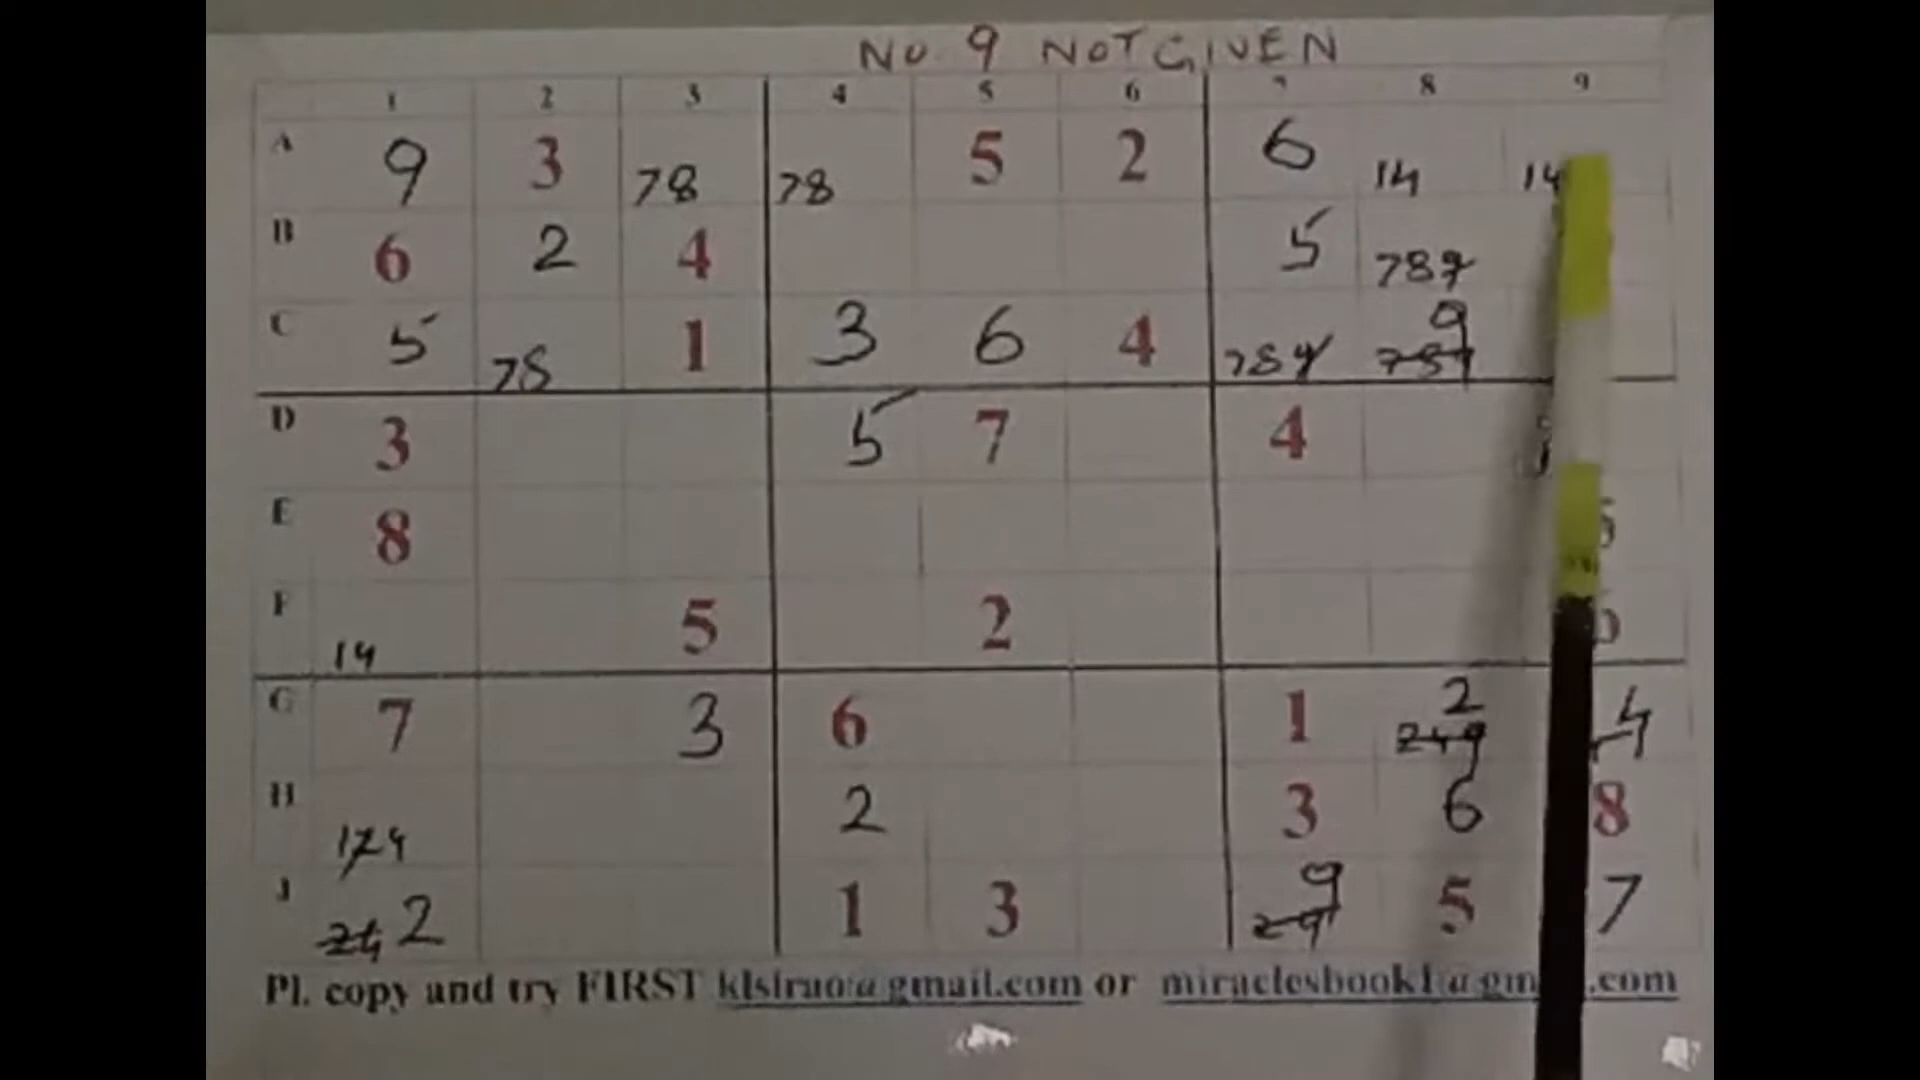 NO 9 NOT GIVEN
1 2 3 4 5 6 7 8 9
A 9 3 78 78 5 2 6 14 14
B 6 2 4 5 789
C 5 78 1 3 6 4 789 9 789
D 3 5 7 4
E 8
F 14 5 2
G 7 3 6 1 2 249 4
H 124 2 3 6 8
J 24 2 1 3 9 5 7
Pl. copy and try FIRST klsirao@gmail.com or